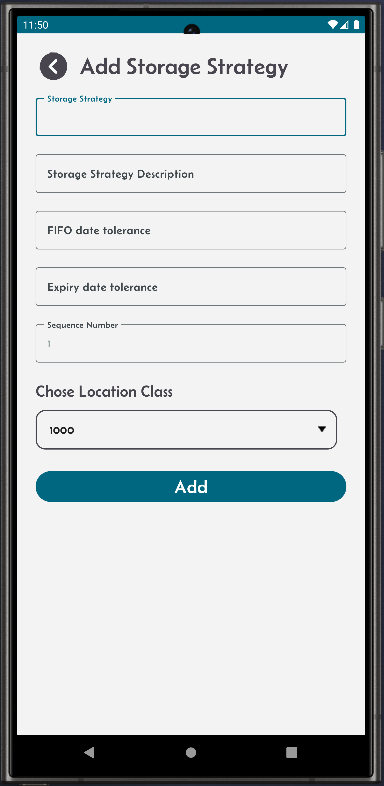 11:50
Add Storage Strategy
Storage Strategy
Storage Strategy Description
FIFO date tolerance
Expiry date tolerance
Sequence Number
1
Chose Location Class
1000
Add